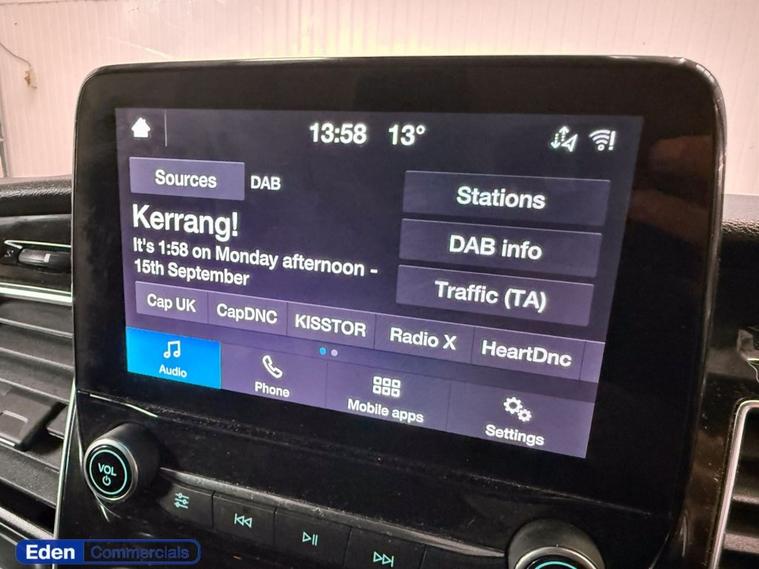 13:58 13°
Sources DAB
Stations
Kerrang!
DAB info
It's 1:58 on Monday afternoon -
15th September
Traffic (TA)
Cap UK CapDNC KISSTOR Radio X HeartDnc
Audio Phone Mobile apps Settings
VOL
Eden Commercials